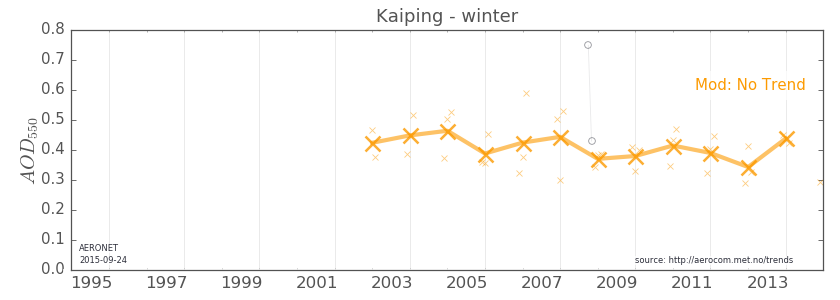 Kaiping - winter
0.8
0.7
0.6
0.5
0.4
0.3
0.2
0.1
0.0
AOD550
Mod: No Trend
AERONET
2015-09-24
source: http://aerocom.met.no/trends
1995 1997 1999 2001 2003 2005 2007 2009 2011 2013